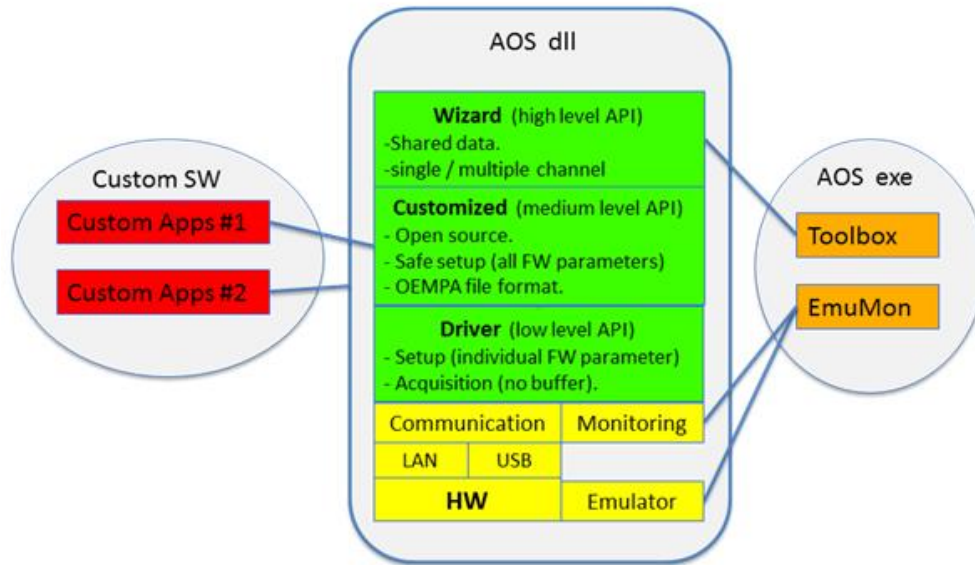 AOS dll
Wizard (high level API)
-Shared data.
-single / multiple channel
Customized (medium level API)
- Open source.
- Safe setup (all FW parameters)
- OEMPA file format.
Driver (low level API)
- Setup (individual FW parameter)
- Acquisition (no buffer).
Communication
Monitoring
LAN
USB
HW
Emulator
Custom SW
Custom Apps #1
Custom Apps #2
AOS exe
Toolbox
EmuMon